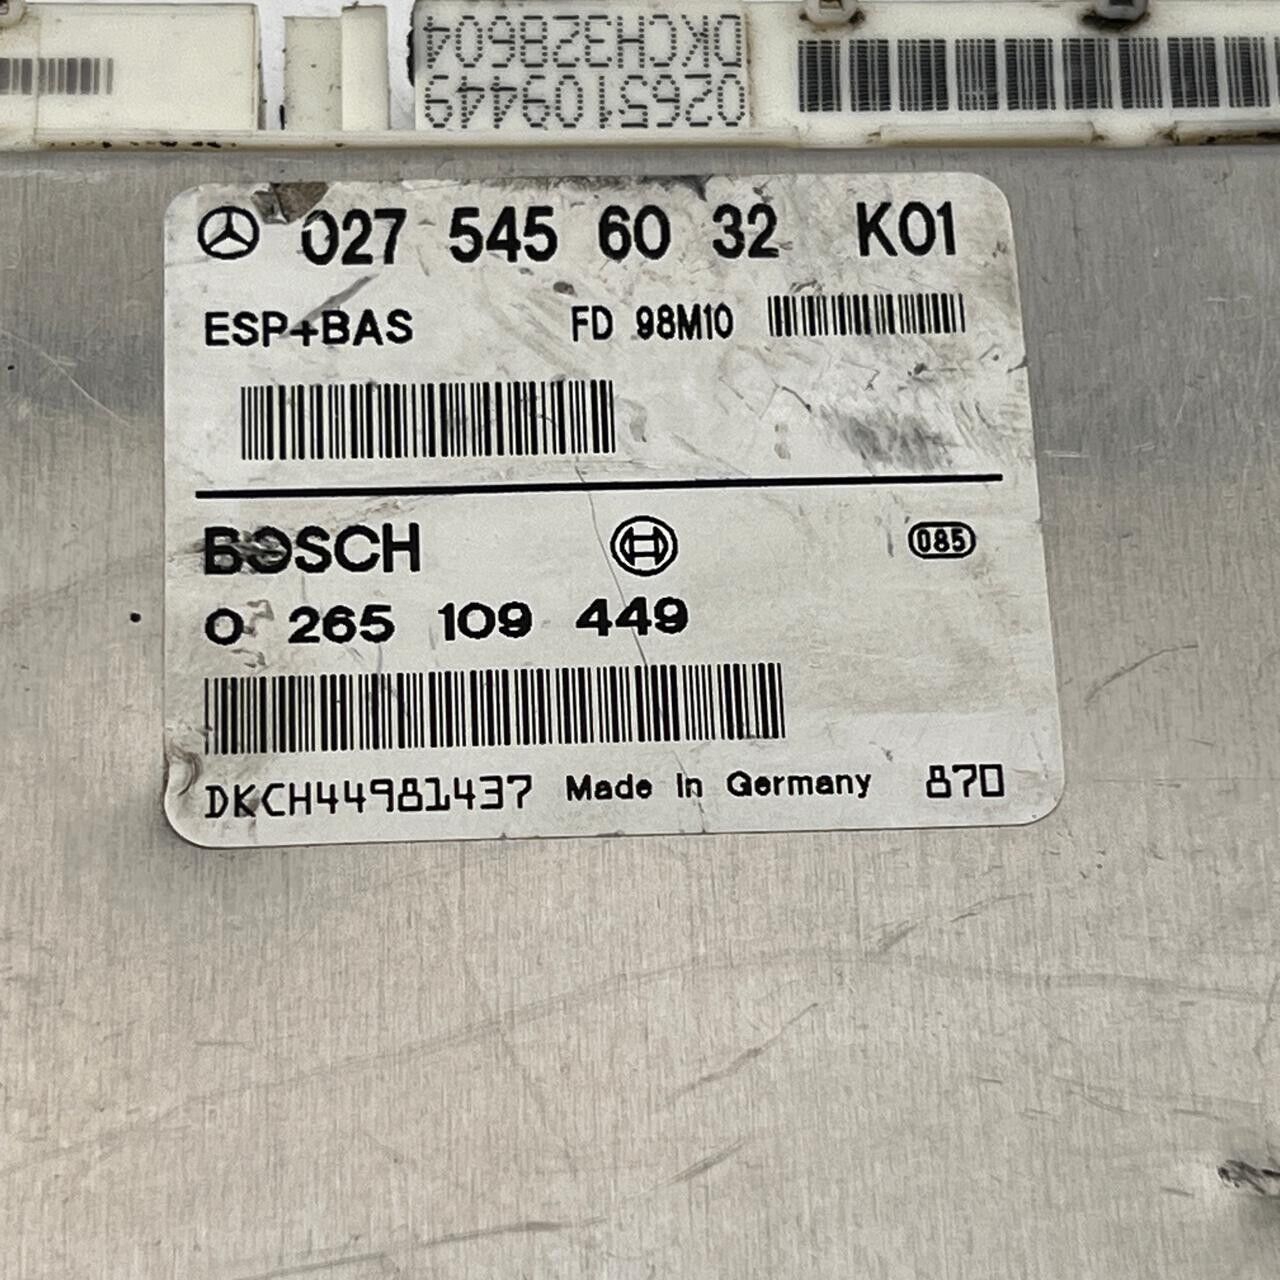 DKCH328604
0265109449
027 545 60 32 K01
ESP+BAS FD 98M10
BOSCH 085
0 265 109 449
DKCH44981437 Made In Germany 870